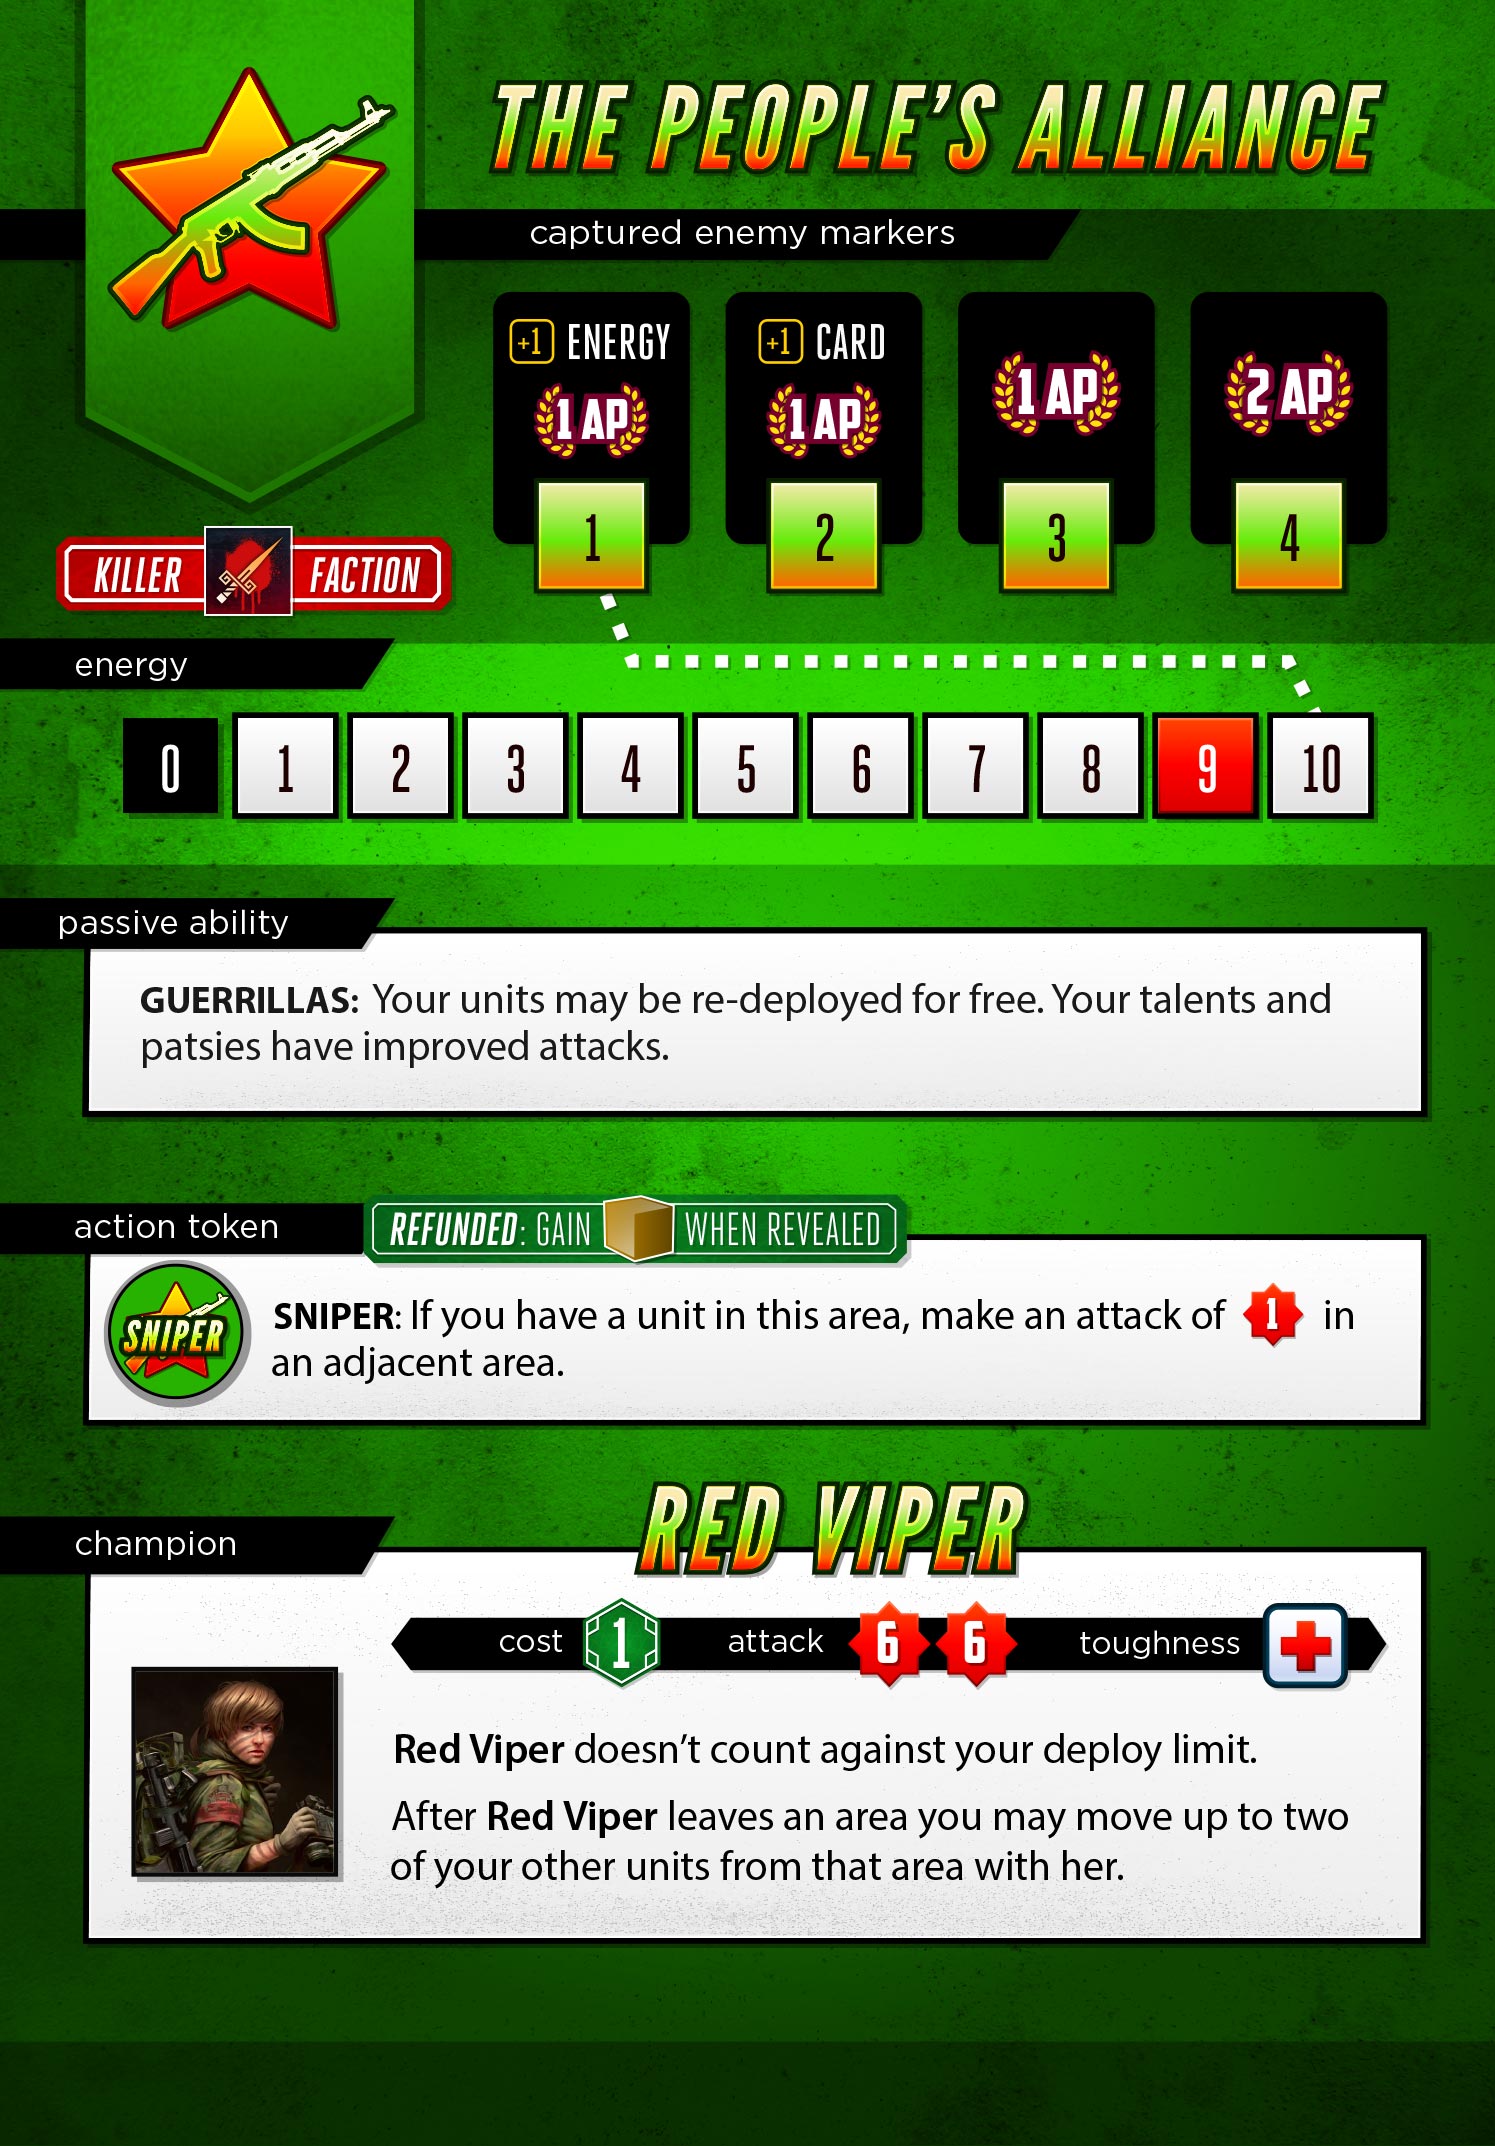 THE PEOPLE'S ALLIANCE
captured enemy markers
+1 ENERGY
1 AP
1
+1 CARD
1 AP
2
1 AP
3
2 AP
4
KILLER FACTION
energy
0 1 2 3 4 5 6 7 8 9 10
passive ability
GUERRILLAS: Your units may be re-deployed for free. Your talents and
patsies have improved attacks.
action token
REFUNDED: GAIN WHEN REVEALED
SNIPER
SNIPER: If you have a unit in this area, make an attack of 1 in
an adjacent area.
RED VIPER
champion
cost 1 attack 6 6 toughness
Red Viper doesn't count against your deploy limit.
After Red Viper leaves an area you may move up to two
of your other units from that area with her.